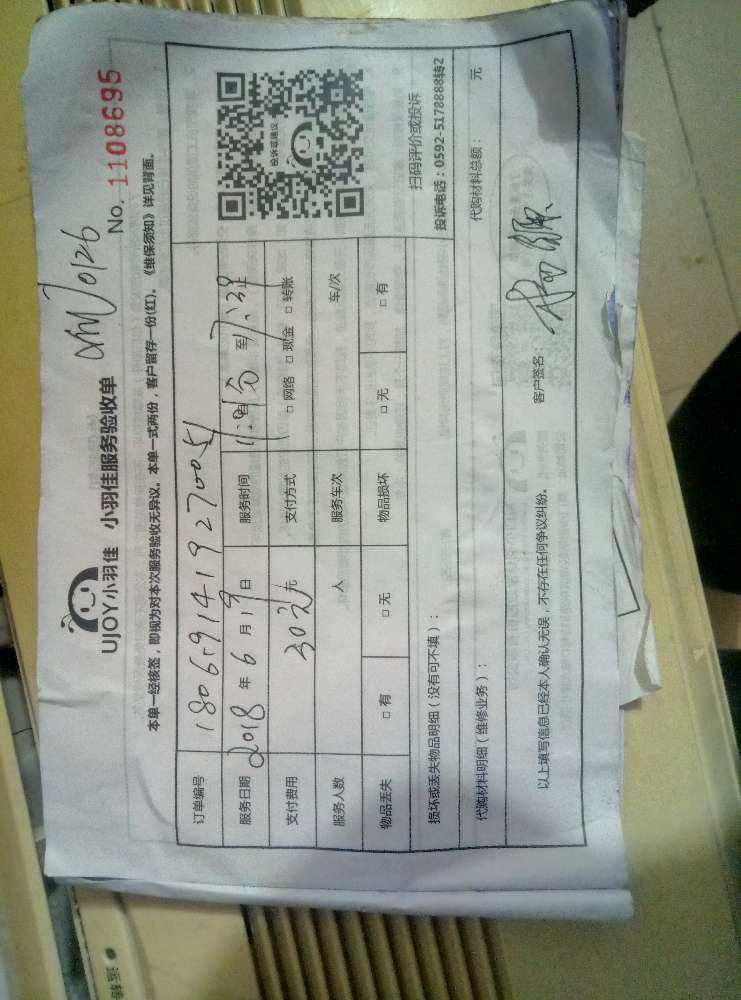 UJOY小羽佳 小羽佳服务验收单
No. 1108695
本单一经核签,即视为对本次服务验收无异议。本单一式两份,客户留存一份(红)。《维保须知》详见背面。
订单编号
服务日期 2018 年 6 月 19 日 服务时间 至
支付费用 30元 元 支付方式 □ 网络 □ 现金 □ 转账
服务人数 人 服务车次 车/次
物品丢失 □ 有 □ 无 物品损坏 □ 无 □ 有
投诉或建议
扫码评价或投诉
投诉电话:0592-5178888转2
损坏或丢失物品明细(没有可不填):
代购材料明细(维修业务): 代购材料总额: 元
以上填写信息已经本人确认无误,不存在任何争议纠纷。 客户签名: